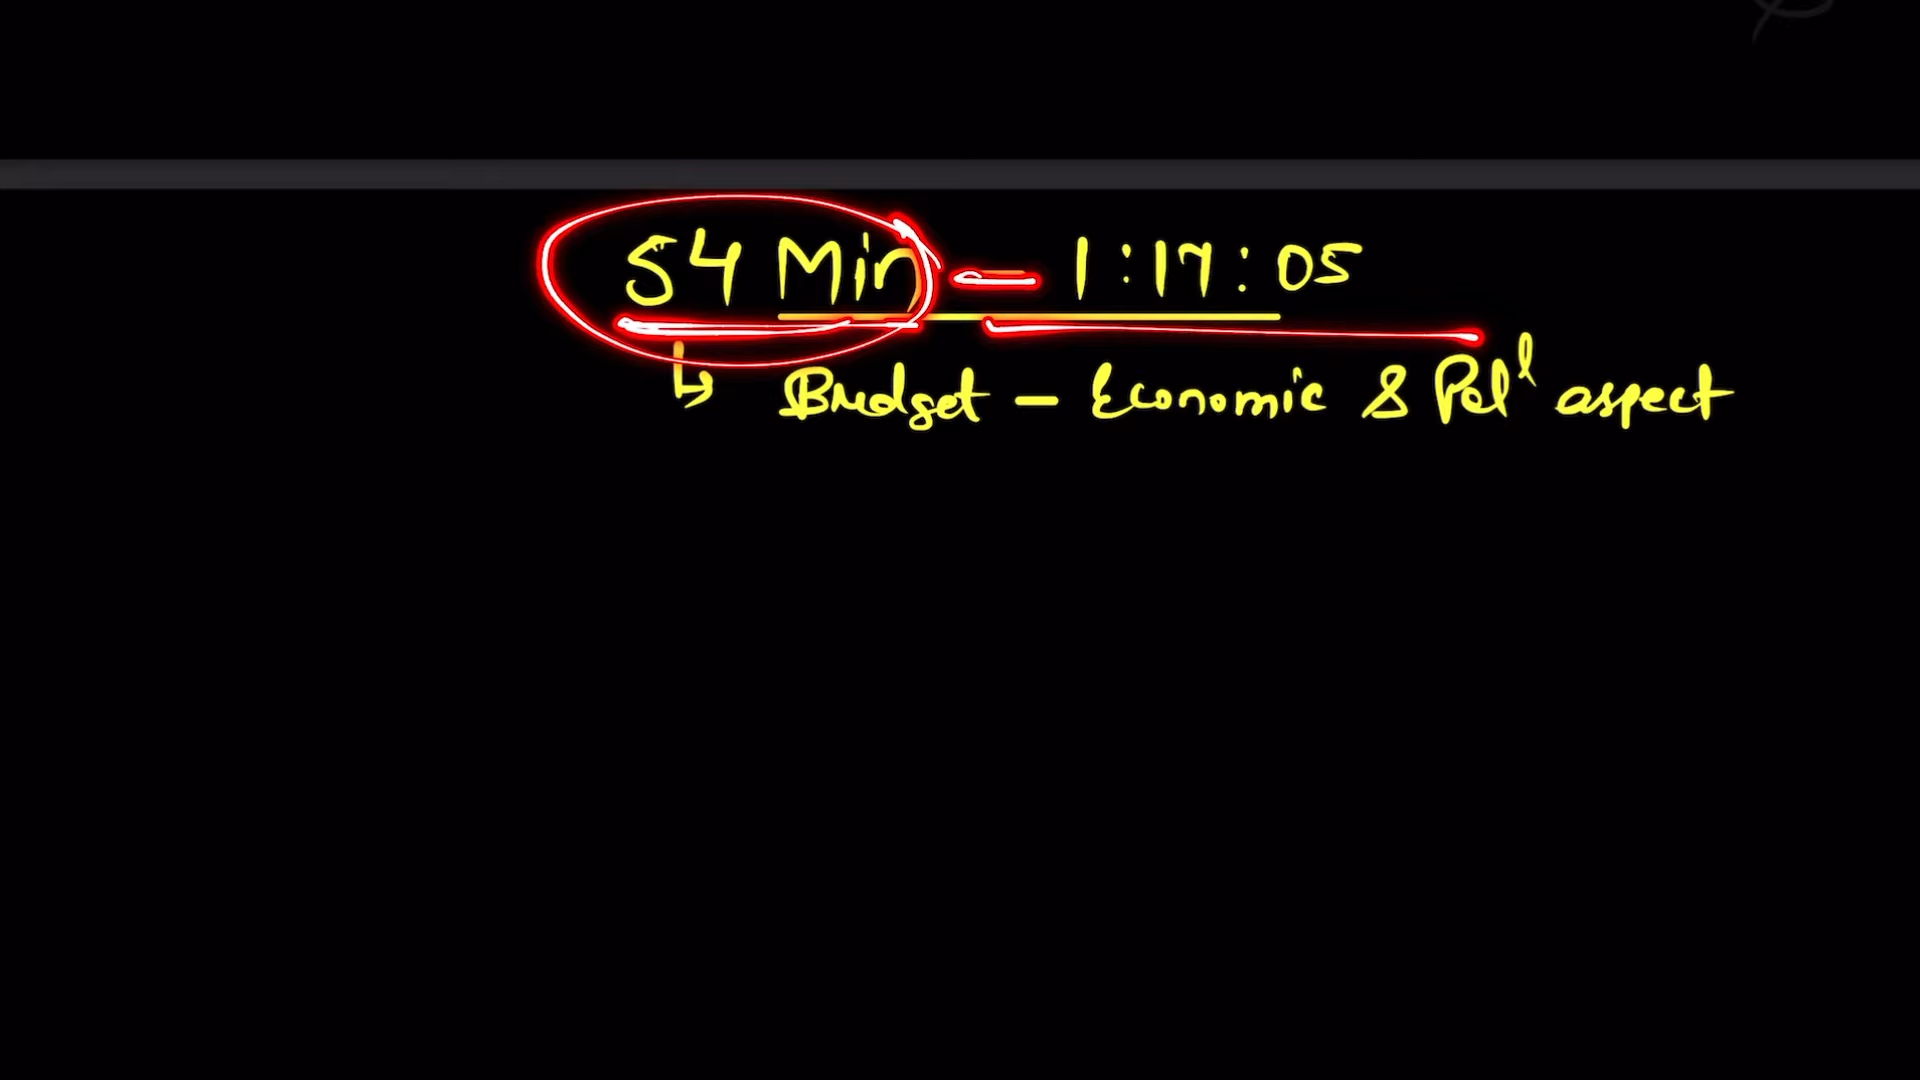 54 Min – 1:17:05
↳ Budget – Economic & Pol^l aspect